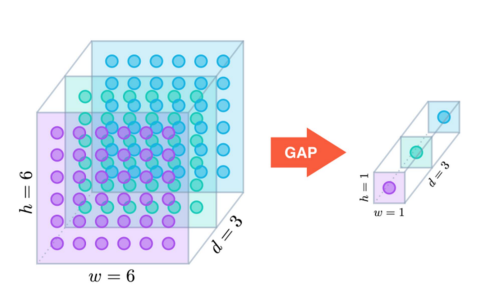 h = 6
w = 6
d = 3
GAP
h = 1
w = 1
d = 3